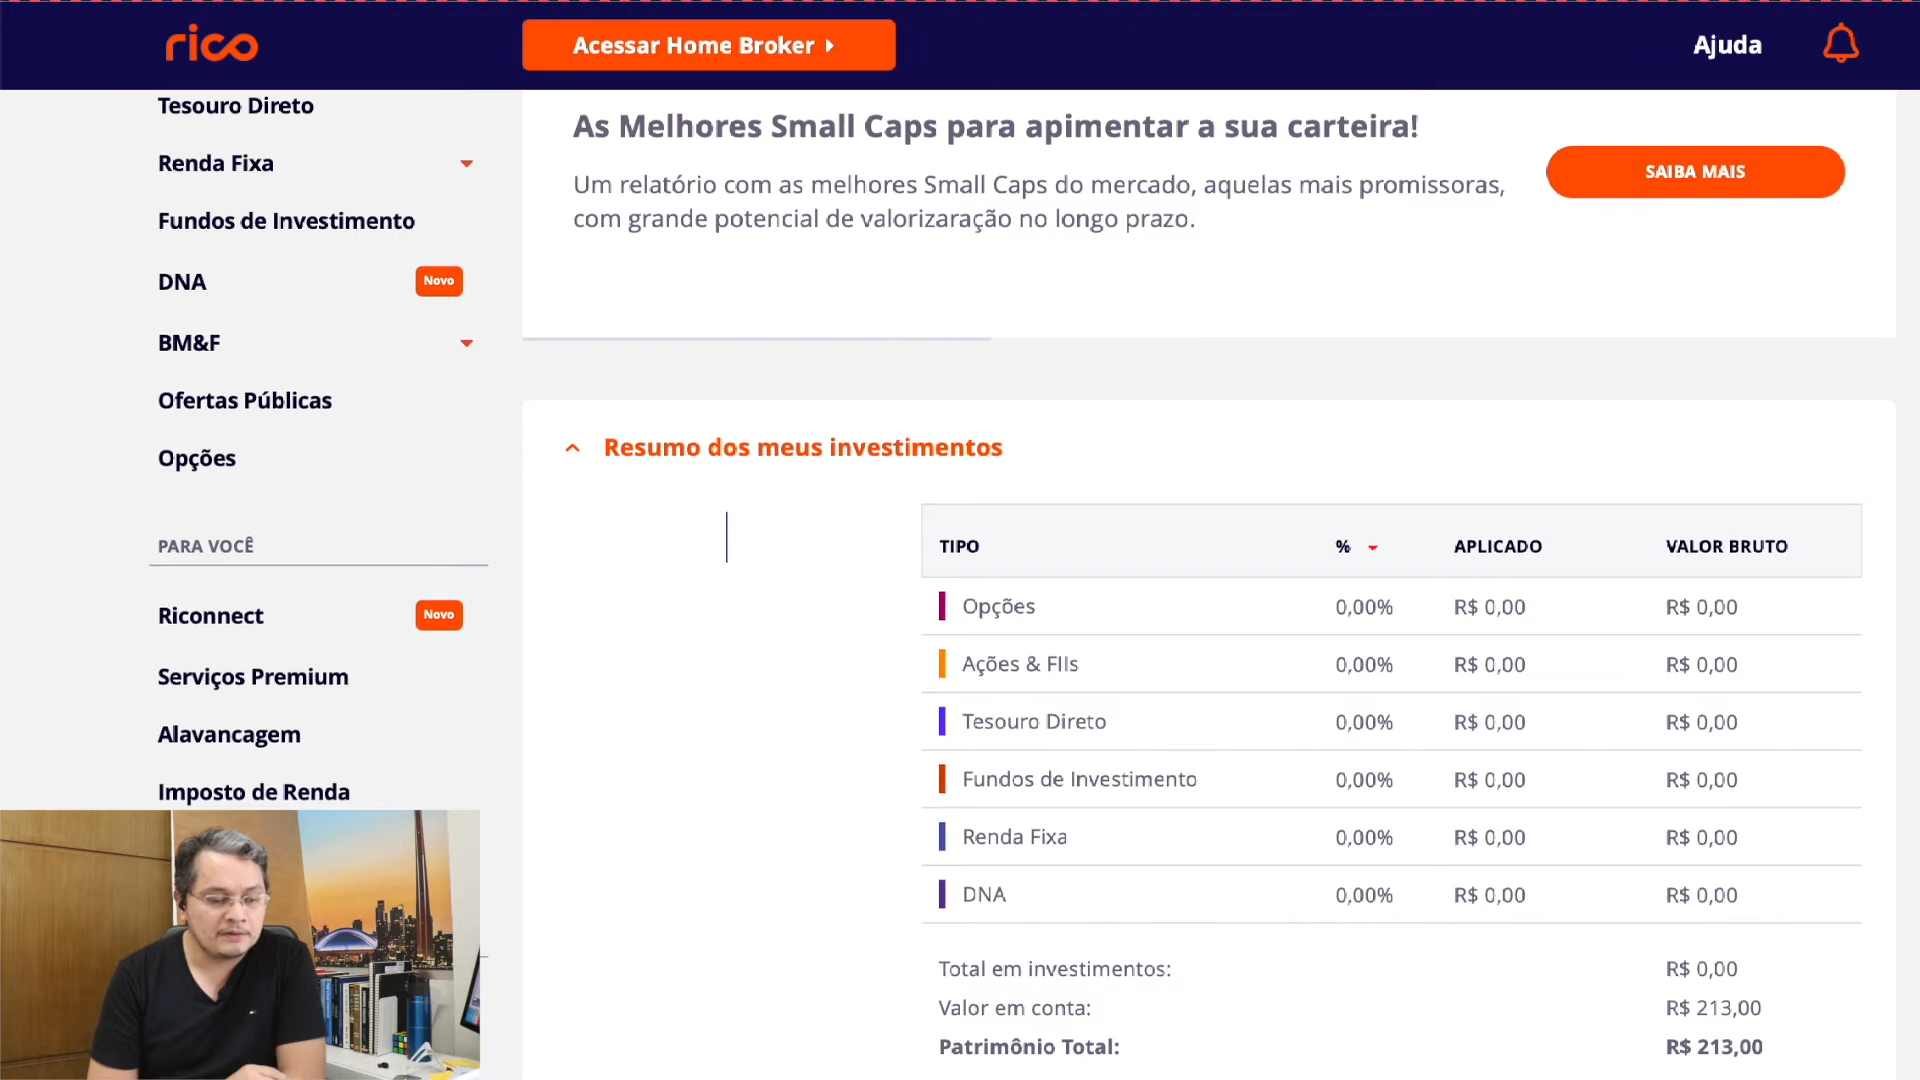 rico
Acessar Home Broker
Ajuda
Tesouro Direto
Renda Fixa
Fundos de Investimento
DNA
Novo
BM&F
Ofertas Públicas
Opções
PARA VOCÊ
Riconnect
Novo
Serviços Premium
Alavancagem
Imposto de Renda
As Melhores Small Caps para apimentar a sua carteira!
Um relatório com as melhores Small Caps do mercado, aquelas mais promissoras,
com grande potencial de valorizaração no longo prazo.
SAIBA MAIS
Resumo dos meus investimentos
TIPO % APLICADO VALOR BRUTO
Opções 0,00% R$ 0,00 R$ 0,00
Ações & FIIs 0,00% R$ 0,00 R$ 0,00
Tesouro Direto 0,00% R$ 0,00 R$ 0,00
Fundos de Investimento 0,00% R$ 0,00 R$ 0,00
Renda Fixa 0,00% R$ 0,00 R$ 0,00
DNA 0,00% R$ 0,00 R$ 0,00
Total em investimentos: R$ 0,00
Valor em conta: R$ 213,00
Patrimônio Total: R$ 213,00